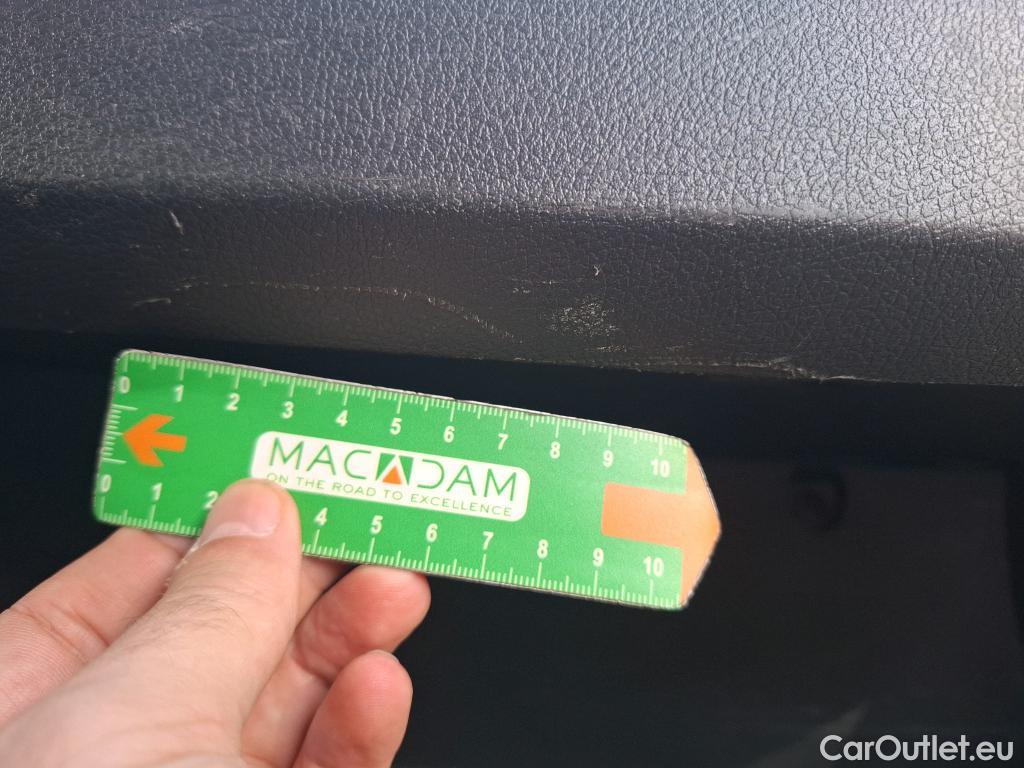 0 1 2 3 4 5 6 7 8 9 10
MACADAM
ON THE ROAD TO EXCELLENCE
0 1 2 4 5 6 7 8 9 10
CarOutlet.eu